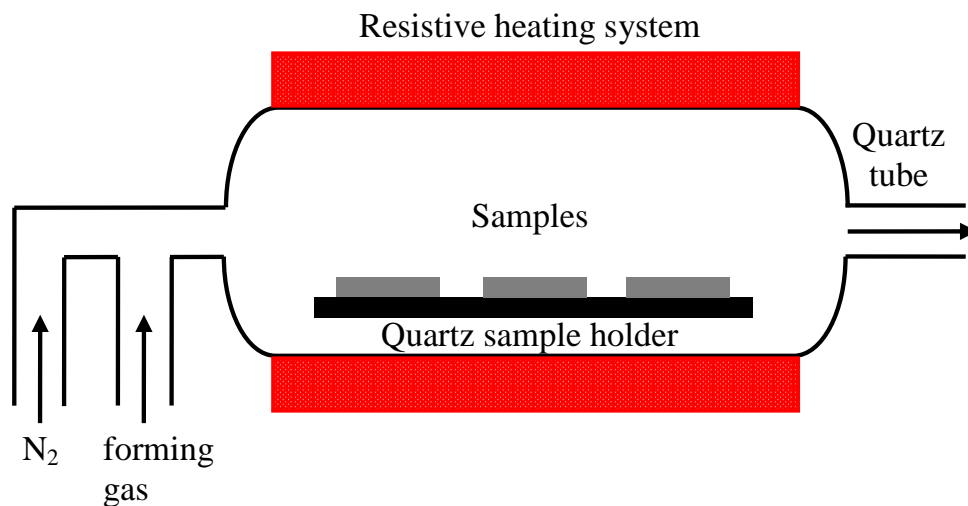 Resistive heating system
Quartz
tube
Samples
Quartz sample holder
N₂
forming
gas